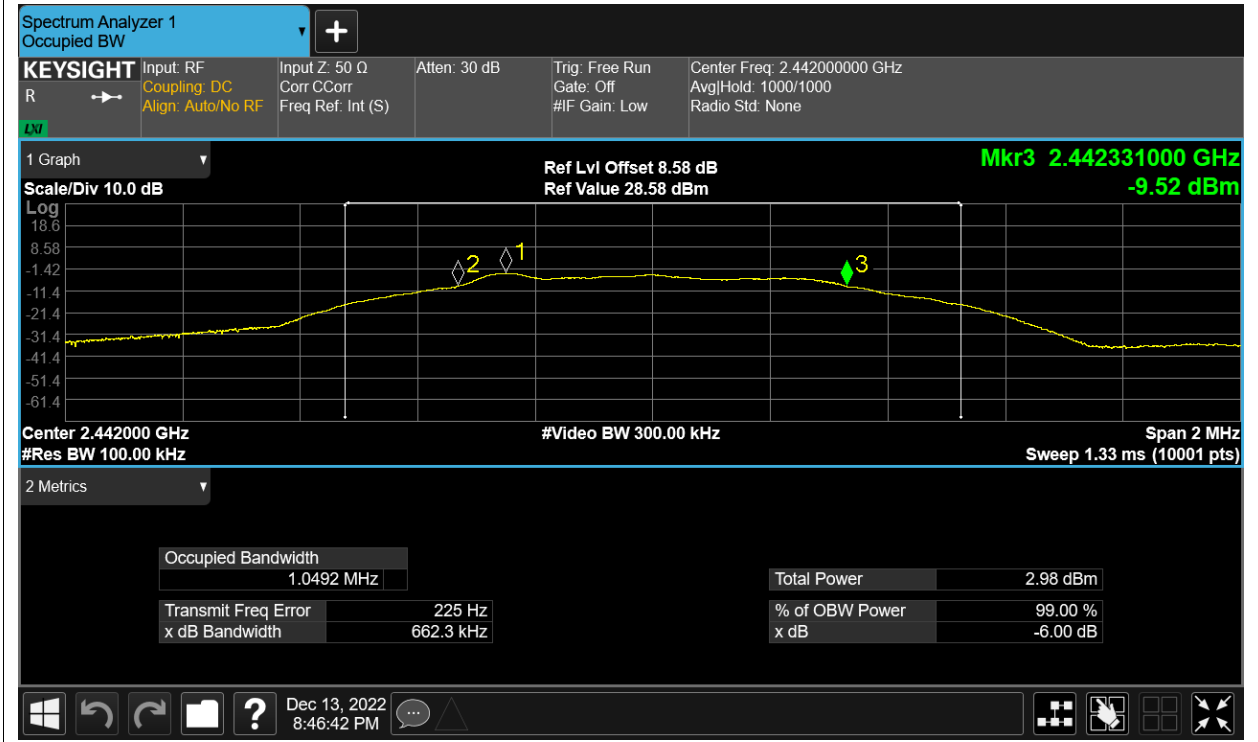 Spectrum Analyzer 1
Occupied BW
KEYSIGHT
R
LXI
Input: RF
Coupling: DC
Align: Auto/No RF
Input Z: 50 Ω
Corr CCorr
Freq Ref: Int (S)
Atten: 30 dB
Trig: Free Run
Gate: Off
#IF Gain: Low
Center Freq: 2.442000000 GHz
Avg|Hold: 1000/1000
Radio Std: None
1 Graph
Scale/Div 10.0 dB
Ref Lvl Offset 8.58 dB
Ref Value 28.58 dBm
Mkr3 2.442331000 GHz
-9.52 dBm
Log
18.6
8.58
-1.42
-11.4
-21.4
-31.4
-41.4
-51.4
-61.4
2
1
3
Center 2.442000 GHz
#Video BW 300.00 kHz
Span 2 MHz
#Res BW 100.00 kHz
Sweep 1.33 ms (10001 pts)
2 Metrics
Occupied Bandwidth
1.0492 MHz
Transmit Freq Error 225 Hz
x dB Bandwidth 662.3 kHz
Total Power 2.98 dBm
% of OBW Power 99.00 %
x dB -6.00 dB
?
Dec 13, 2022
8:46:42 PM